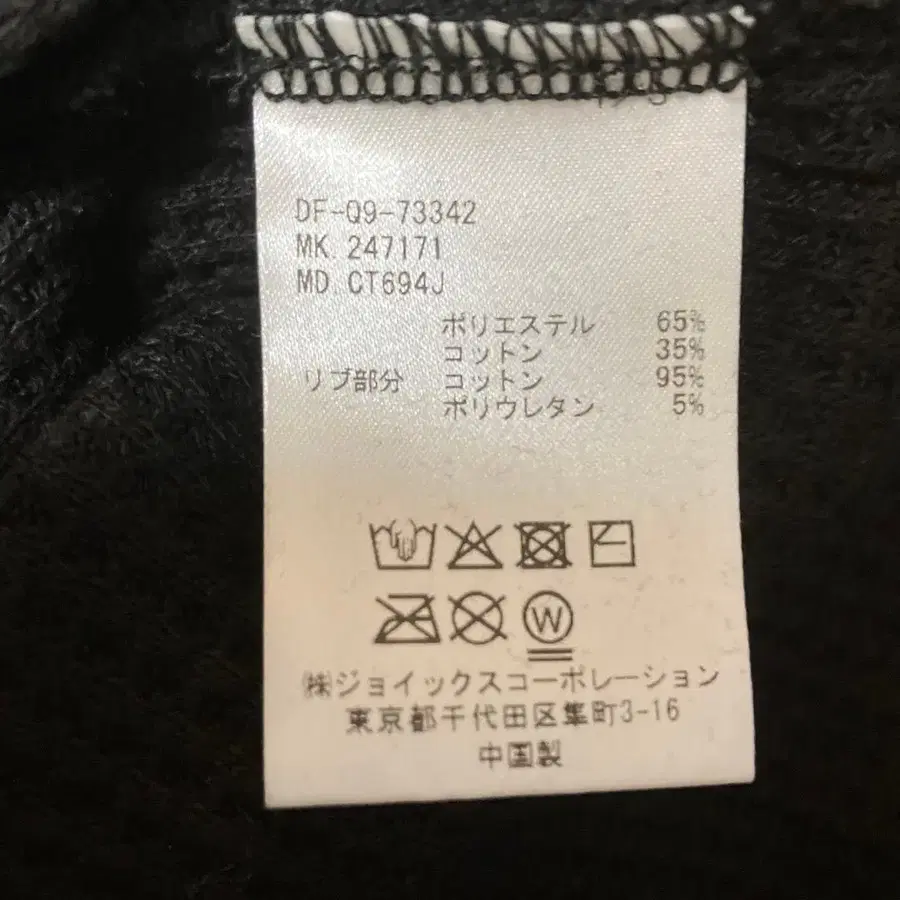 DF-Q9-73342
MK 247171
MD CT694J
ポリエステル 65%
コットン 35%
リブ部分 コットン 95%
ポリウレタン 5%
W
㈱ジョイックスコーポレーション
東京都千代田区隼町3-16
中国製